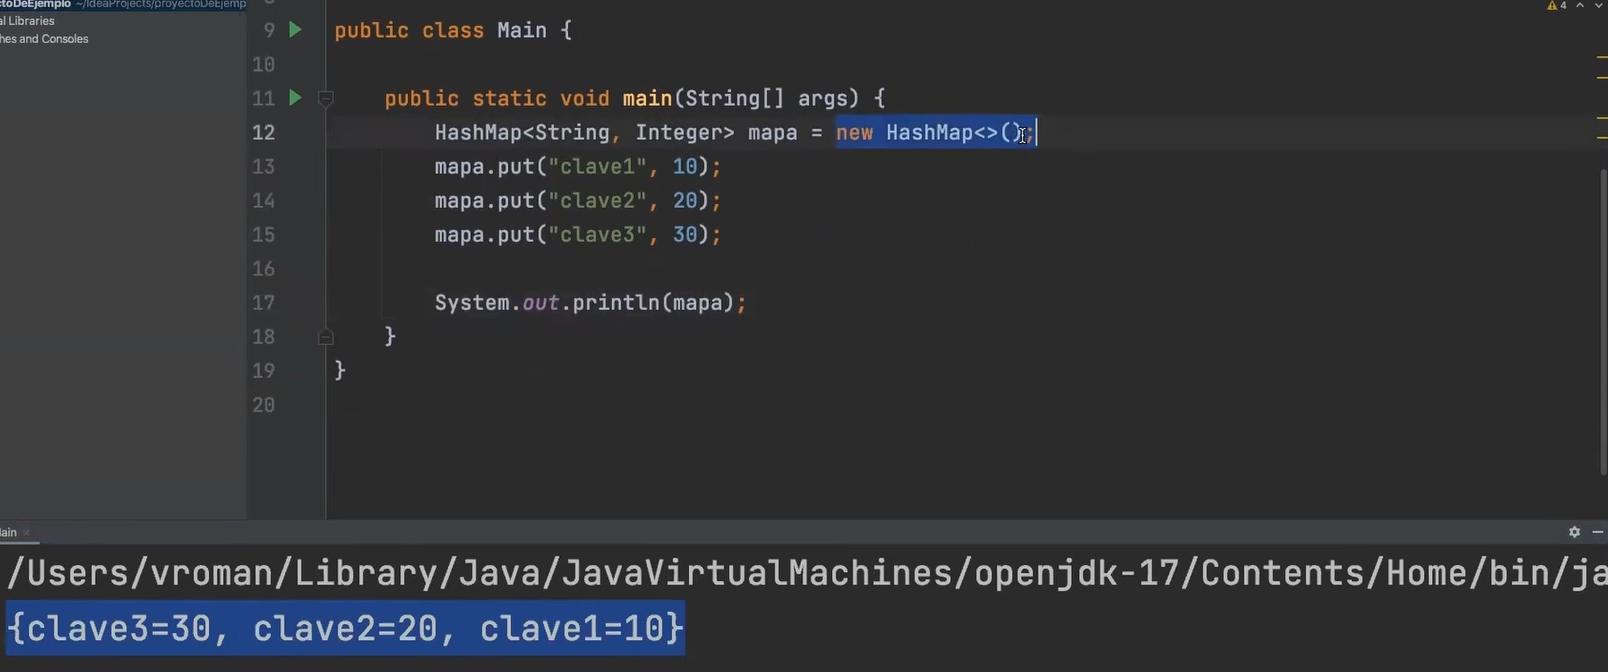 ctoDeEjemplo ~/IdeaProjects/proyectoDeEjemp
al Libraries
hes and Consoles
4
9 public class Main {
10
11 public static void main(String[] args) {
12 HashMap<String, Integer> mapa = new HashMap<>();
13 mapa.put("clave1", 10);
14 mapa.put("clave2", 20);
15 mapa.put("clave3", 30);
16
17 System.out.println(mapa);
18 }
19 }
20
ain ×
/Users/vroman/Library/Java/JavaVirtualMachines/openjdk-17/Contents/Home/bin/ja
{clave3=30, clave2=20, clave1=10}